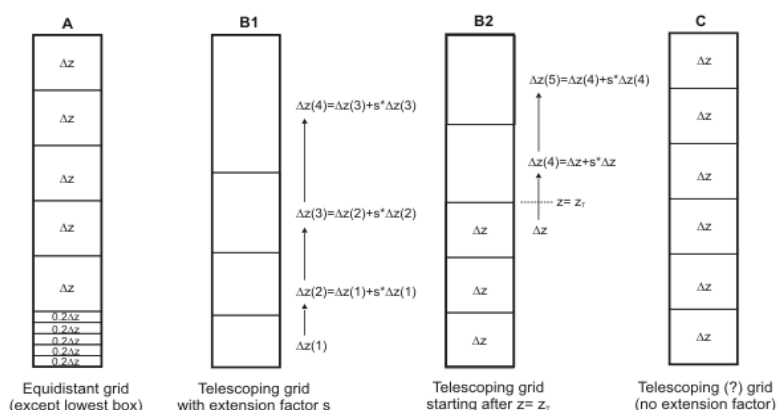 A
B1
B2
C
Δz
Δz
Δz
Δz
Δz
0.2Δz
0.2Δz
0.2Δz
0.2Δz
0.2Δz
Δz(4)=Δz(3)+s*Δz(3)
Δz(3)=Δz(2)+s*Δz(2)
Δz(2)=Δz(1)+s*Δz(1)
Δz(1)
Δz(5)=Δz(4)+s*Δz(4)
Δz(4)=Δz+s*Δz
z= z_T
Δz
Δz
Δz
Δz
Δz
Δz
Δz
Δz
Δz
Δz
Equidistant grid
(except lowest box)
Telescoping grid
with extension factor s
Telescoping grid
starting after z= z_T
Telescoping (?) grid
(no extension factor)